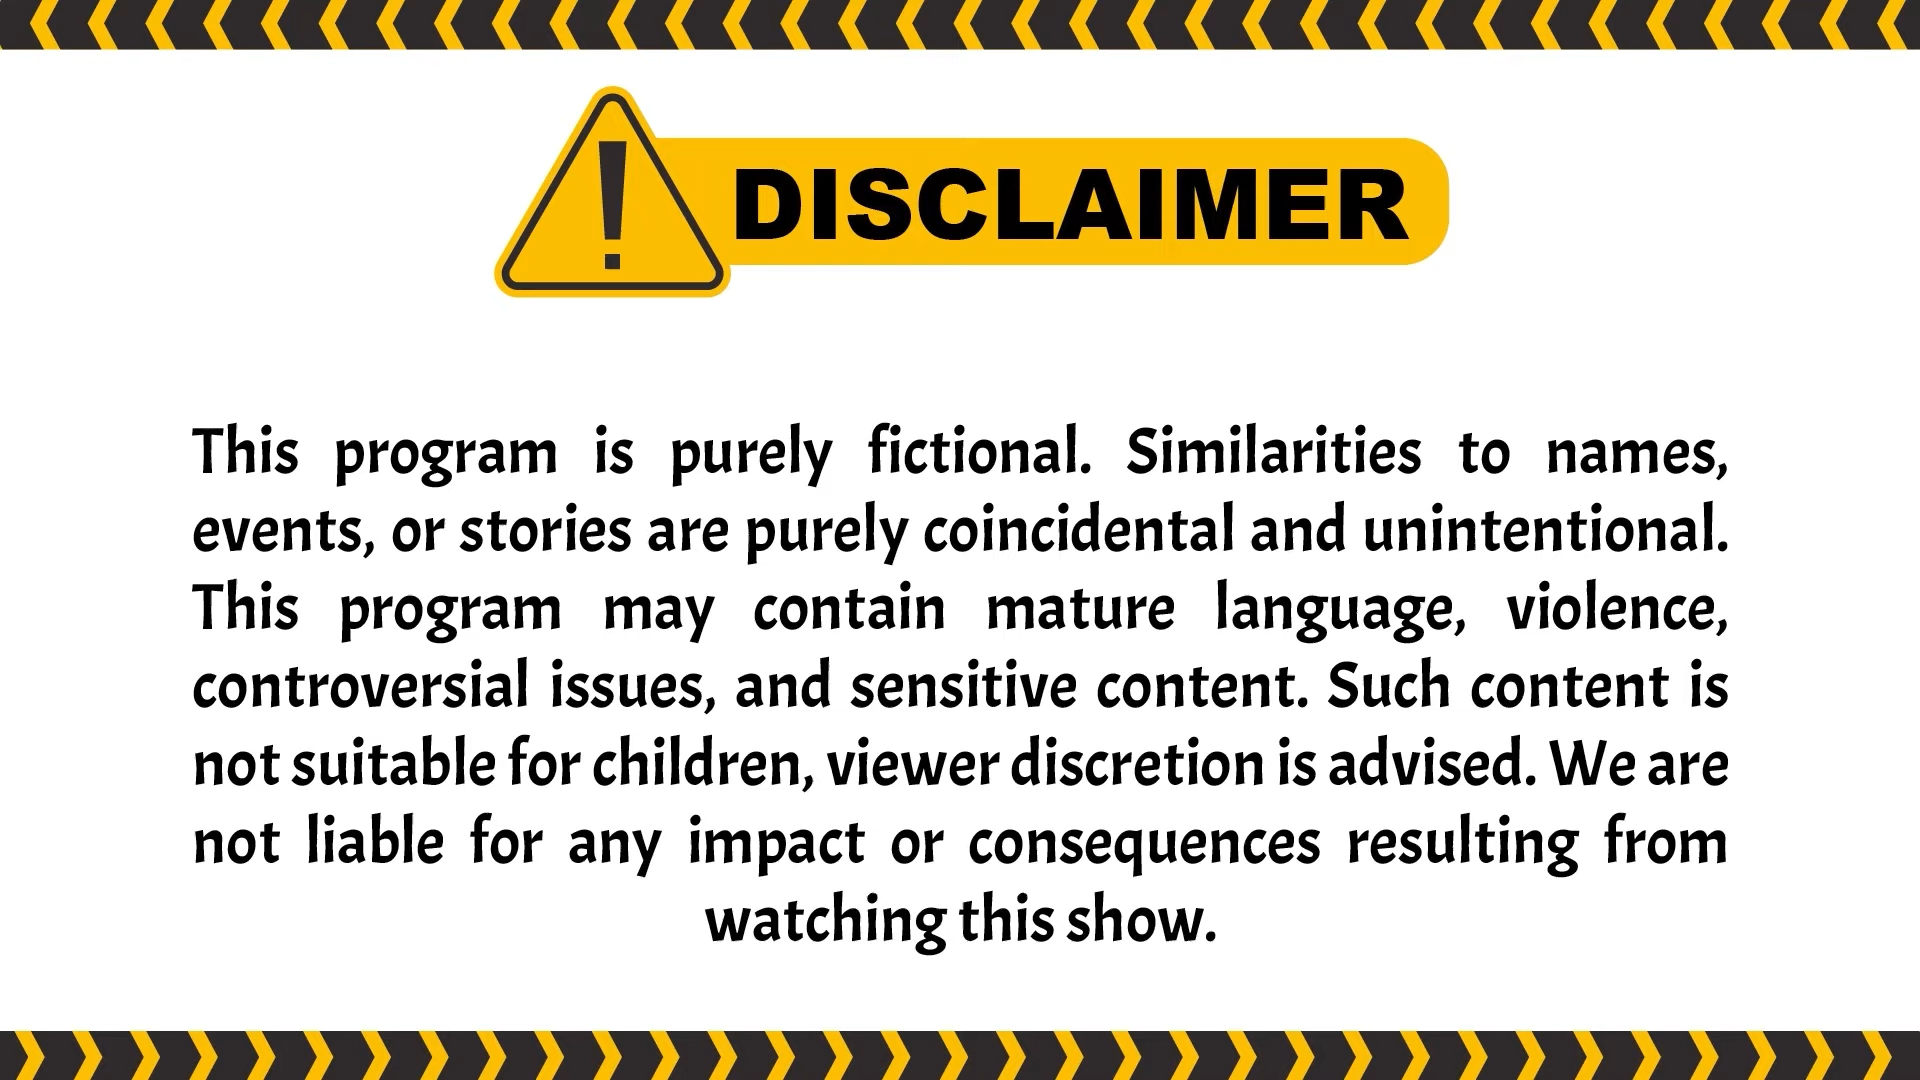 DISCLAIMER
This program is purely fictional. Similarities to names,
events, or stories are purely coincidental and unintentional.
This program may contain mature language, violence,
controversial issues, and sensitive content. Such content is
not suitable for children, viewer discretion is advised. We are
not liable for any impact or consequences resulting from
watching this show.